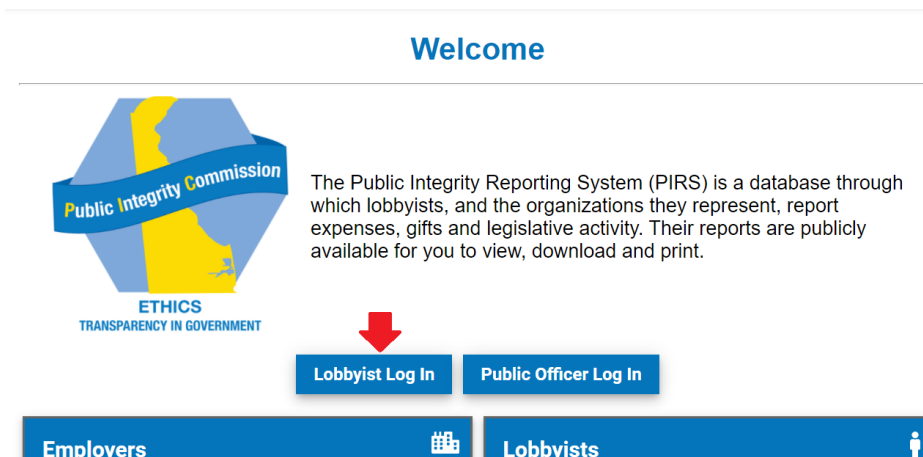 Welcome
Public Integrity Commission
ETHICS
TRANSPARENCY IN GOVERNMENT
The Public Integrity Reporting System (PIRS) is a database through
which lobbyists, and the organizations they represent, report
expenses, gifts and legislative activity. Their reports are publicly
available for you to view, download and print.
Lobbyist Log In
Public Officer Log In
Employers
Lobbyists